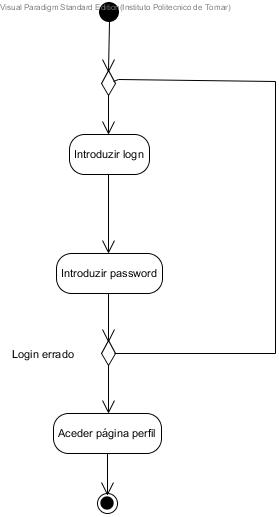 Visual Paradigm Standard Edition(Instituto Politecnico de Tomar)
Introduzir logn
Introduzir password
Login errado
Aceder página perfil